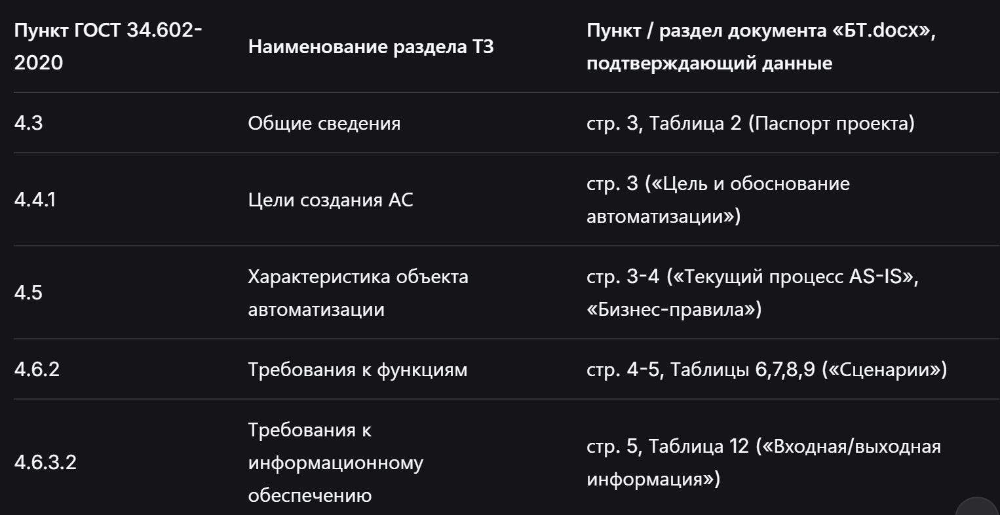 Пункт ГОСТ 34.602-
2020
Наименование раздела ТЗ
Пункт / раздел документа «БТ.docx»,
подтверждающий данные
4.3
Общие сведения
стр. 3, Таблица 2 (Паспорт проекта)
4.4.1
Цели создания АС
стр. 3 («Цель и обоснование
автоматизации»)
4.5
Характеристика объекта
автоматизации
стр. 3-4 («Текущий процесс AS-IS»,
«Бизнес-правила»)
4.6.2
Требования к функциям
стр. 4-5, Таблицы 6,7,8,9 («Сценарии»)
4.6.3.2
Требования к
информационному
обеспечению
стр. 5, Таблица 12 («Входная/выходная
информация»)